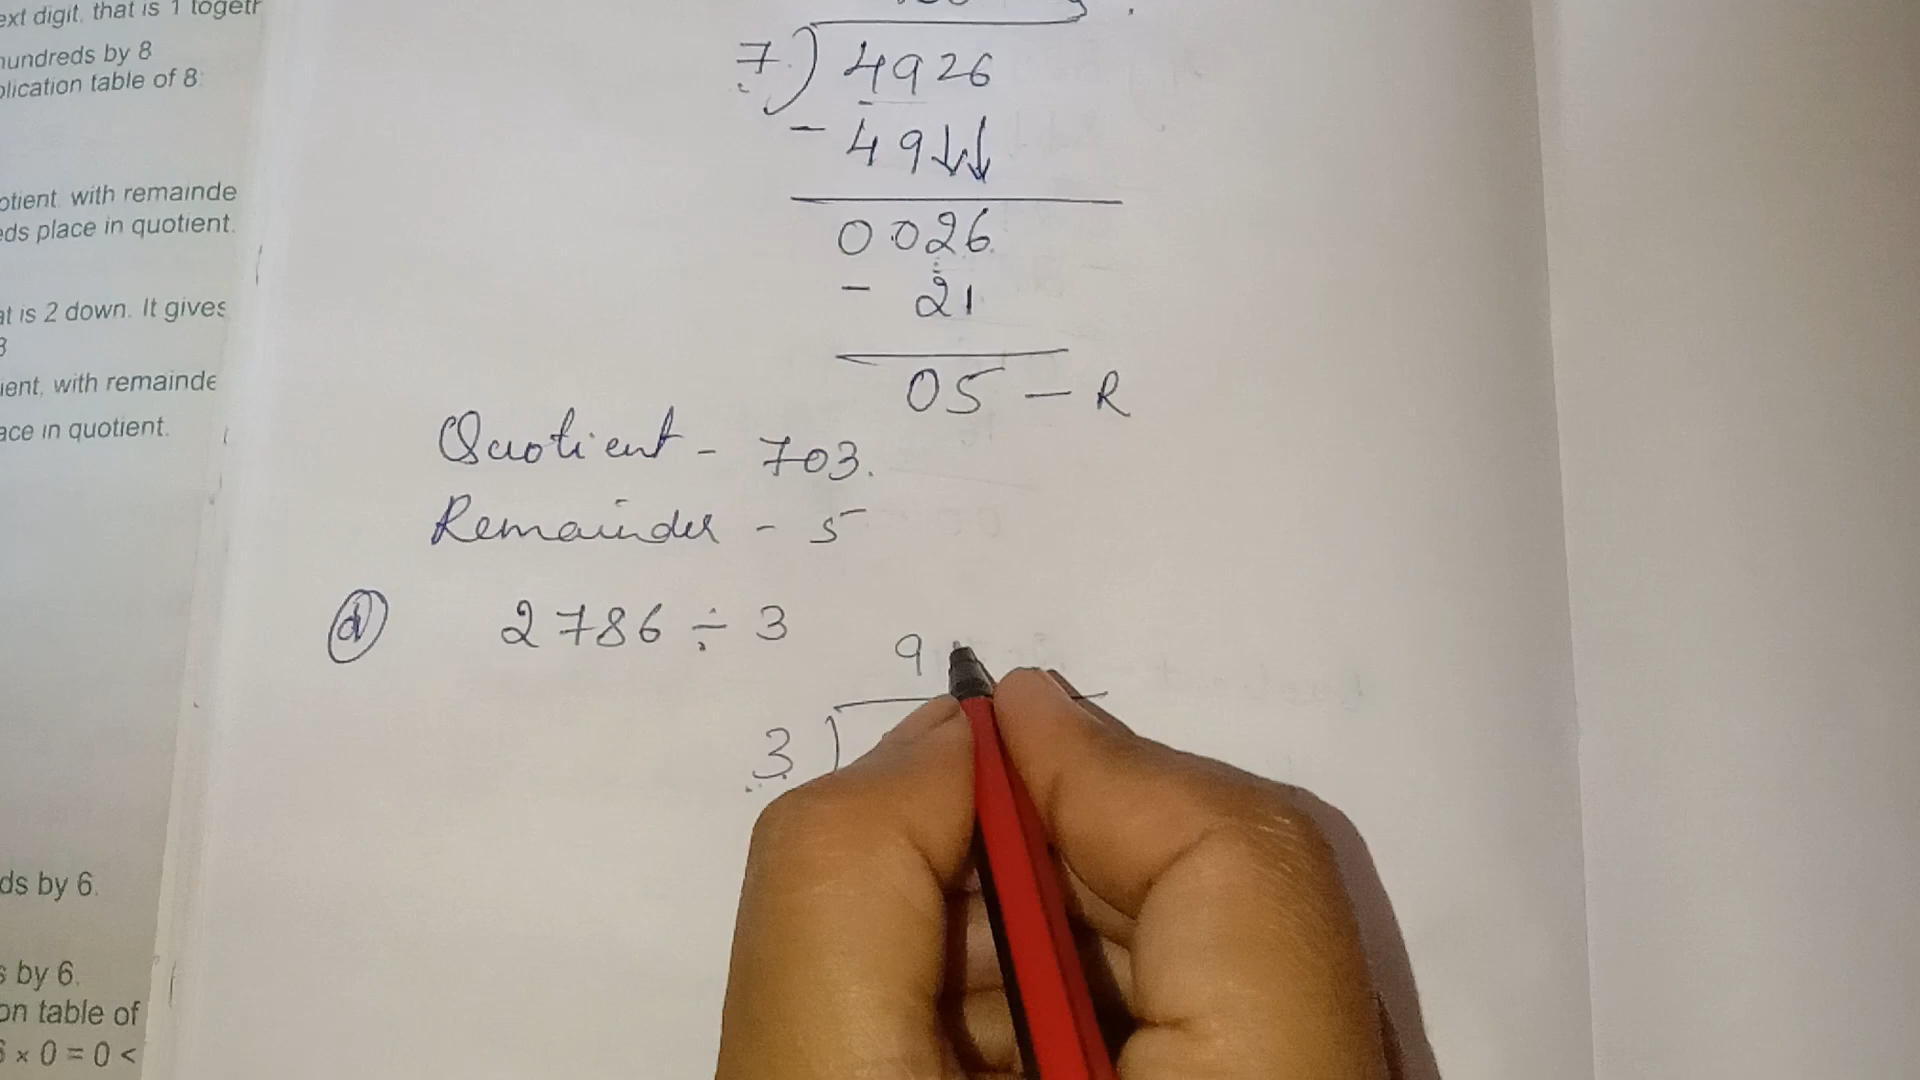 ext digit, that is 1
hundreds by 8
plication table of 8
otient, with remainde
eds place in quotient.
at is 2 down. It gives
ient, with remainde
ace in quotient.
ds by 6.
s by 6.
on table of
6 × 0 = 0 <
7) 4926
- 49
0026
- 21
05 - R
Quotient - 703.
Remainder - 5
d 2786 ÷ 3
9
3)